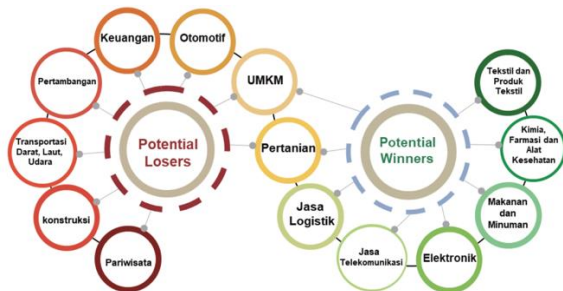 Keuangan
Otomotif
Pertambangan
UMKM
Transportasi
Darat, Laut,
Udara
Potential
Losers
Pertanian
konstruksi
Pariwisata
Potential
Winners
Tekstil dan
Produk
Tekstil
Kimia,
Farmasi dan
Alat
Kesehatan
Jasa
Logistik
Makanan
dan
Minuman
Jasa
Telekomunikasi
Elektronik